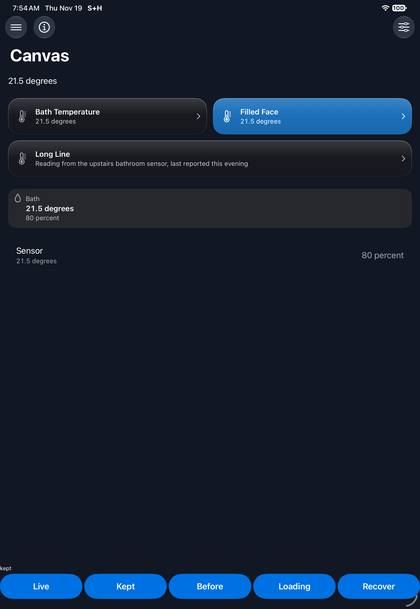 7:54 AM Thu Nov 19 S+H
100
Canvas
21.5 degrees
Bath Temperature
21.5 degrees
Filled Face
21.5 degrees
Long Line
Reading from the upstairs bathroom sensor, last reported this evening
Bath
21.5 degrees
80 percent
Sensor
21.5 degrees
80 percent
kept
Live
Kept
Before
Loading
Recover